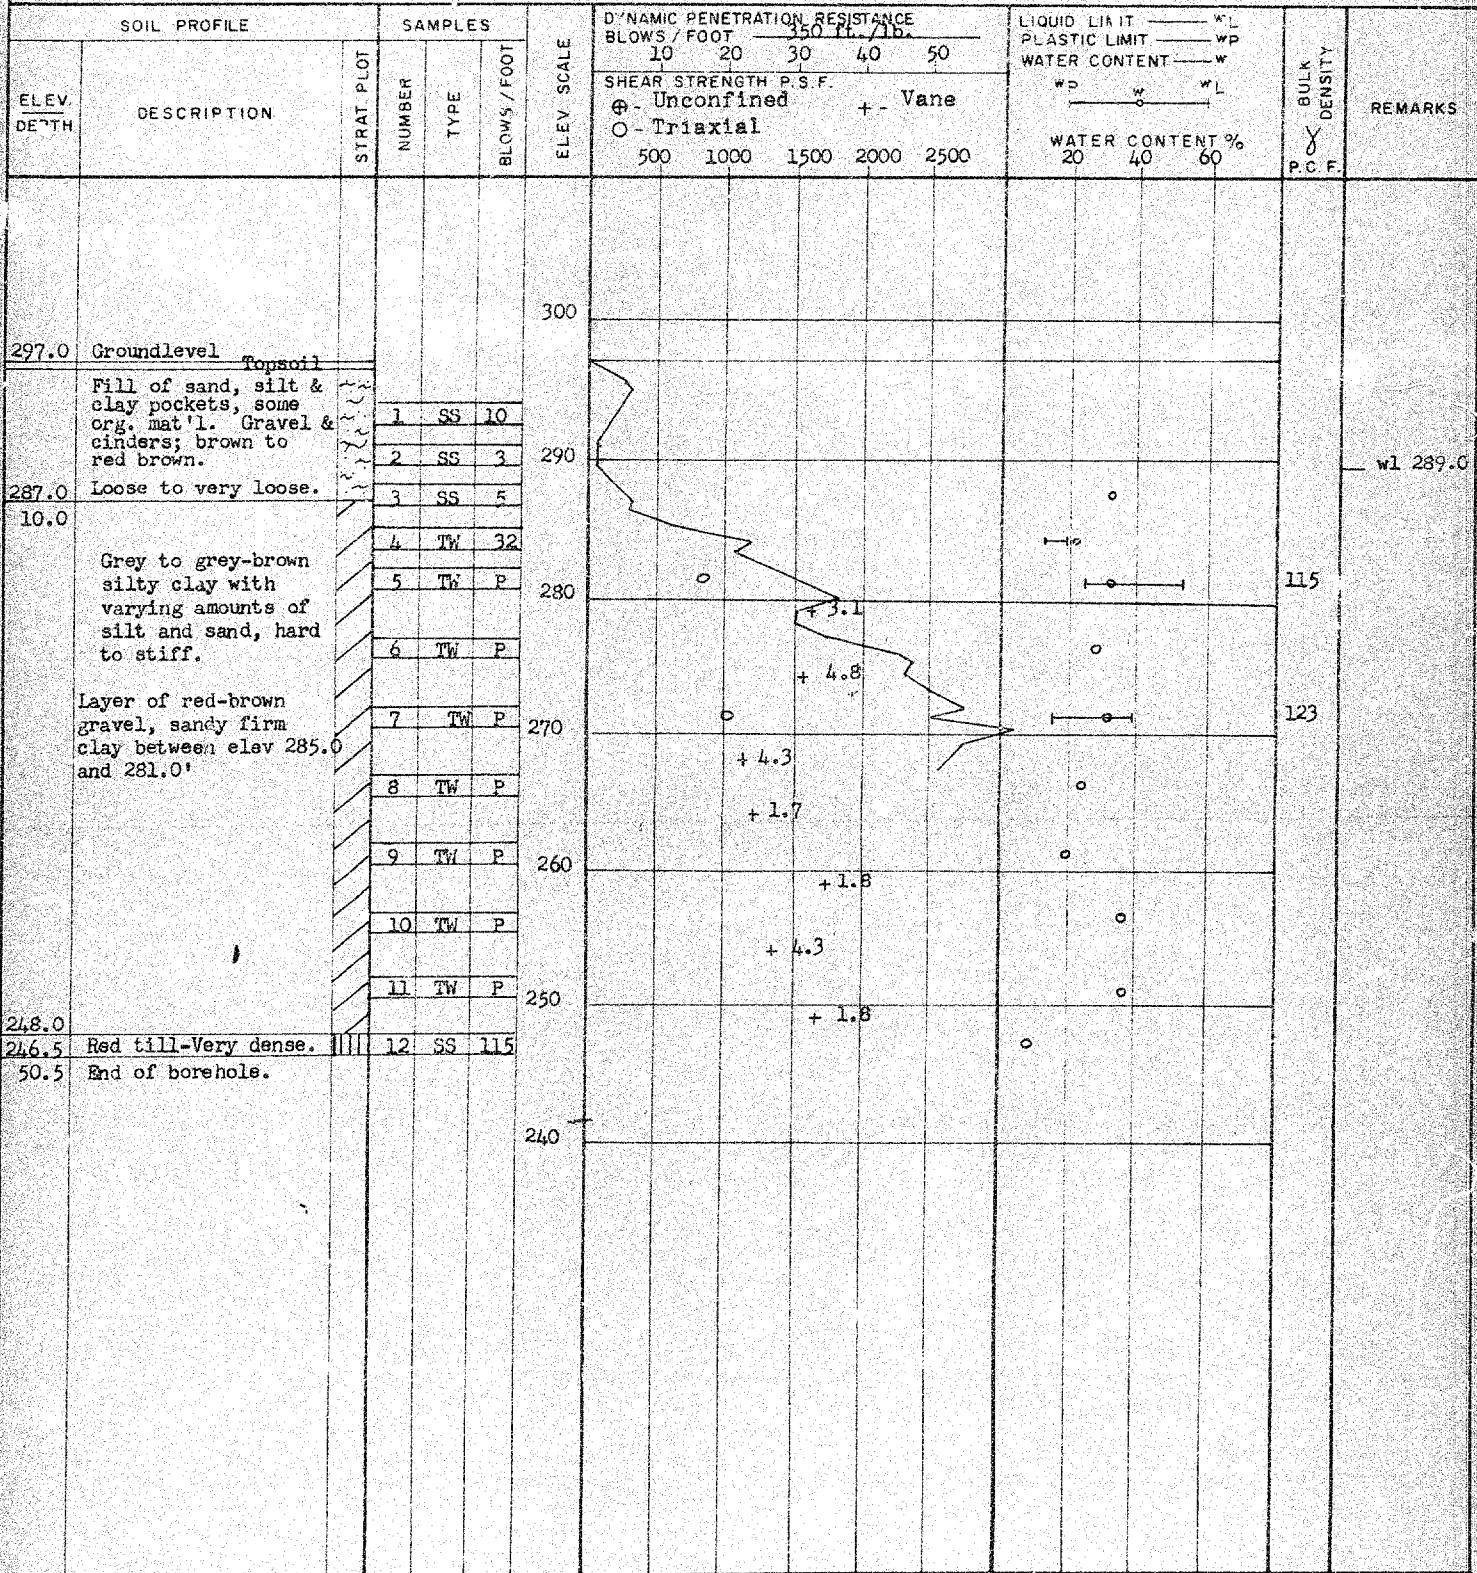 SOIL PROFILE
SAMPLES
ELEV.
DEPTH
DESCRIPTION
STRAT PLOT
NUMBER
TYPE
BLOWS / FOOT
ELEV SCALE
DYNAMIC PENETRATION RESISTANCE
BLOWS / FOOT 350 ft./lb.
10 20 30 40 50
SHEAR STRENGTH P.S.F.
⊕ - Unconfined + - Vane
O - Triaxial
500 1000 1500 2000 2500
LIQUID LIMIT WL
PLASTIC LIMIT WP
WATER CONTENT W
WP W WL
WATER CONTENT %
20 40 60
BULK DENSITY
γ
P.C.F.
REMARKS
300
297.0 Groundlevel
Topsoil
Fill of sand, silt &
clay pockets, some
org. mat'l. Gravel &
cinders; brown to
red brown.
Loose to very loose.
1 SS 10
2 SS 3
290
wl 289.0
287.0
10.0
3 SS 5
4 TW 32
Grey to grey-brown
silty clay with
varying amounts of
silt and sand, hard
to stiff.
5 TW P
115
280
+ 3.1
6 TW P
+ 4.8
Layer of red-brown
gravel, sandy firm
clay between elev 285.0
and 281.0'
7 TW P
123
270
+ 4.3
8 TW P
+ 1.7
9 TW P
260
+ 1.8
10 TW P
+ 4.3
11 TW P
250
+ 1.8
248.0
246.5 Red till-Very dense.
12 SS 115
50.5 End of borehole.
240